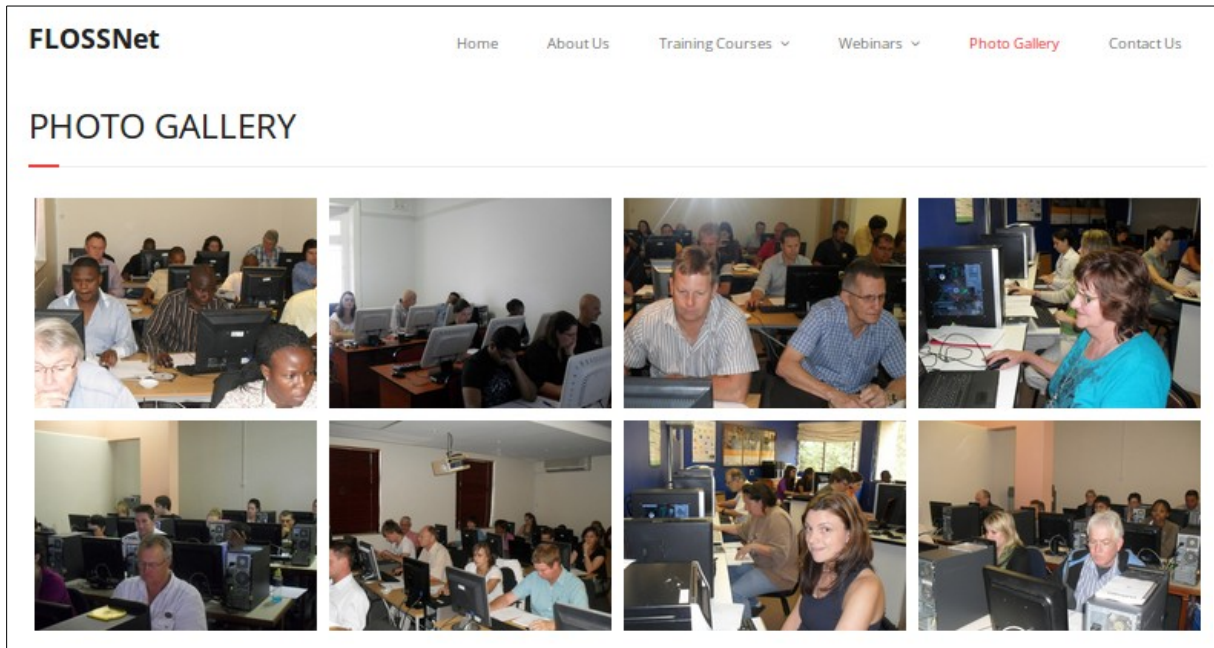 FLOSSNet
Home About Us Training Courses Webinars Photo Gallery Contact Us
PHOTO GALLERY